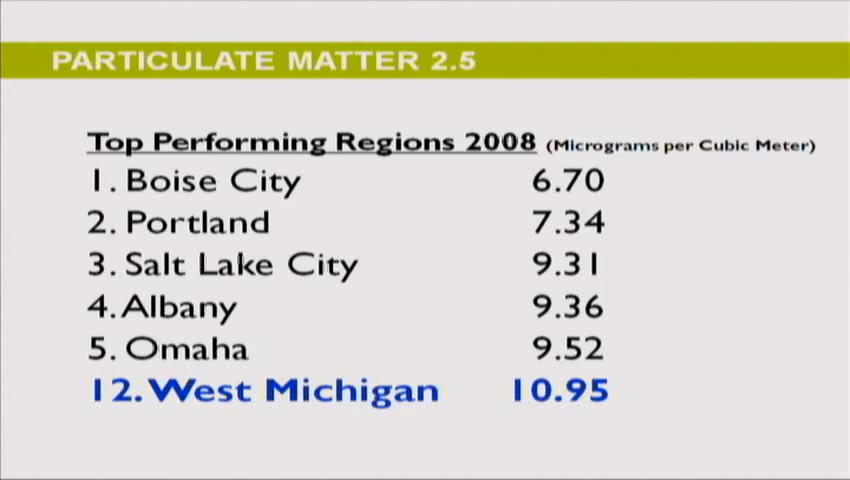 PARTICULATE MATTER 2.5
Top Performing Regions 2008 (Micrograms per Cubic Meter)
1. Boise City 6.70
2. Portland 7.34
3. Salt Lake City 9.31
4. Albany 9.36
5. Omaha 9.52
12. West Michigan 10.95